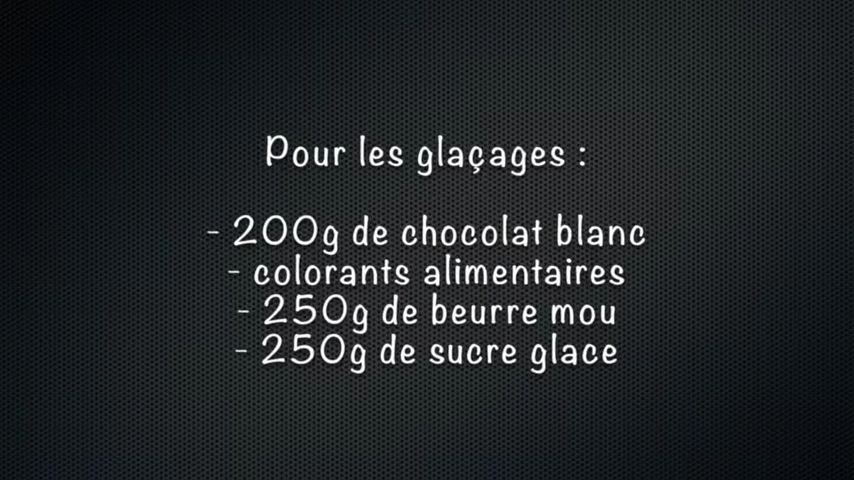 Pour les glaçages :
- 200g de chocolat blanc
- colorants alimentaires
- 250g de beurre mou
- 250g de sucre glace